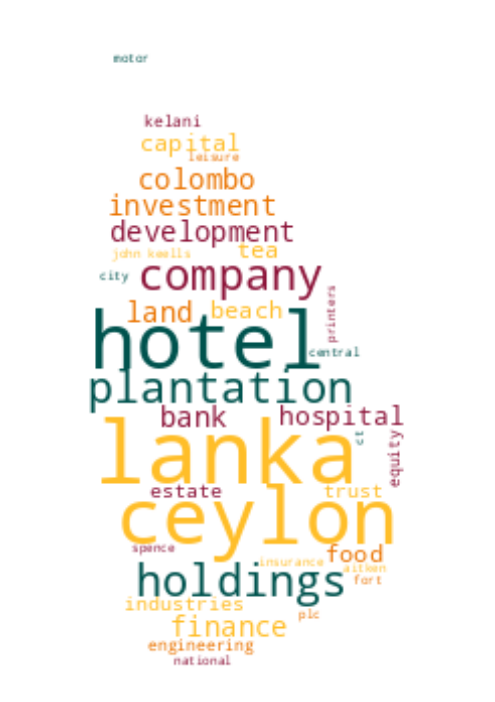 motor
kelani
capital
leisure
colombo
investment
development
john keells tea
city company
land beach
printers
hotel
central
plantation
bank hospital
lanka
ct
equity
estate trust
ceylon
spence food
insurance aitken
holdings fort
industries
plc
finance
engineering
national